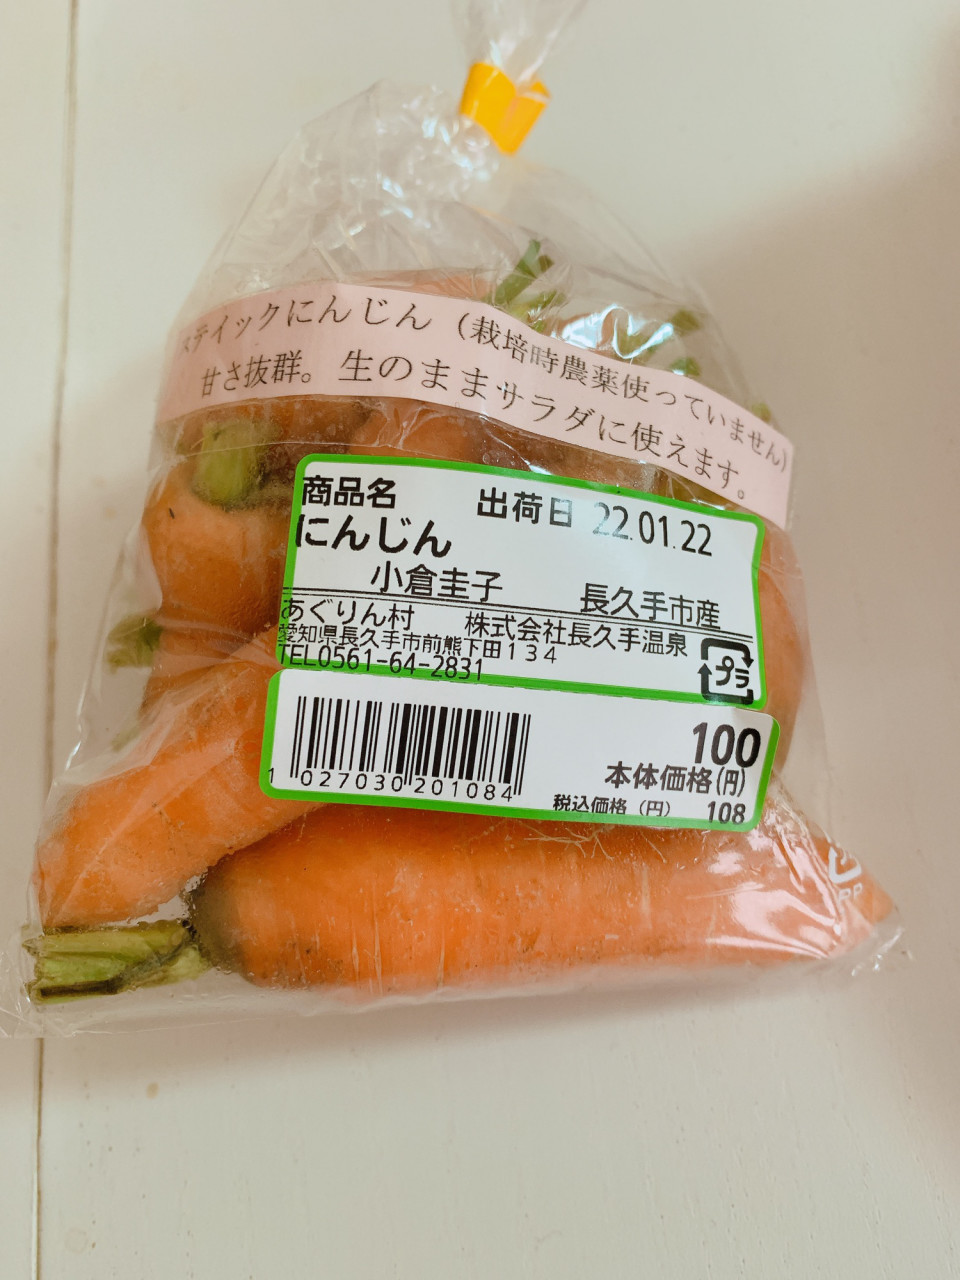 スティックにんじん（栽培時農薬使っていません）
甘さ抜群。生のままサラダに使えます。
商品名 出荷日 22.01.22
にんじん
小倉圭子 長久手市産
あぐりん村 株式会社長久手温泉
愛知県長久手市前熊下田１３４
TEL0561-64-2831
プラ
1 027030 201084
100
本体価格(円)
税込価格（円） 108
PP